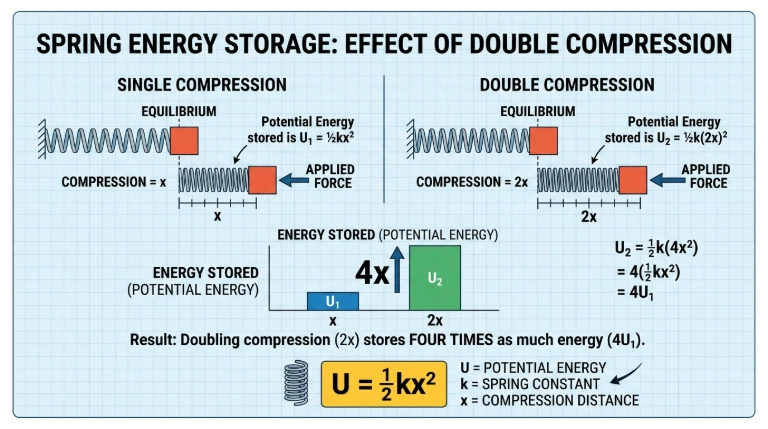 SPRING ENERGY STORAGE: EFFECT OF DOUBLE COMPRESSION
SINGLE COMPRESSION
EQUILIBRIUM
Potential Energy
stored is U₁ = ½kx²
COMPRESSION = x
APPLIED
FORCE
x
DOUBLE COMPRESSION
EQUILIBRIUM
Potential Energy
stored is U₂ = ½k(2x)²
COMPRESSION = 2x
APPLIED
FORCE
2x
ENERGY STORED (POTENTIAL ENERGY)
ENERGY STORED
(POTENTIAL ENERGY)
4x
U₁
U₂
x
2x
U₂ = ½k(4x²)
= 4(½kx²)
= 4U₁
Result: Doubling compression (2x) stores FOUR TIMES as much energy (4U₁).
U = ½kx²
U = POTENTIAL ENERGY
k = SPRING CONSTANT
x = COMPRESSION DISTANCE